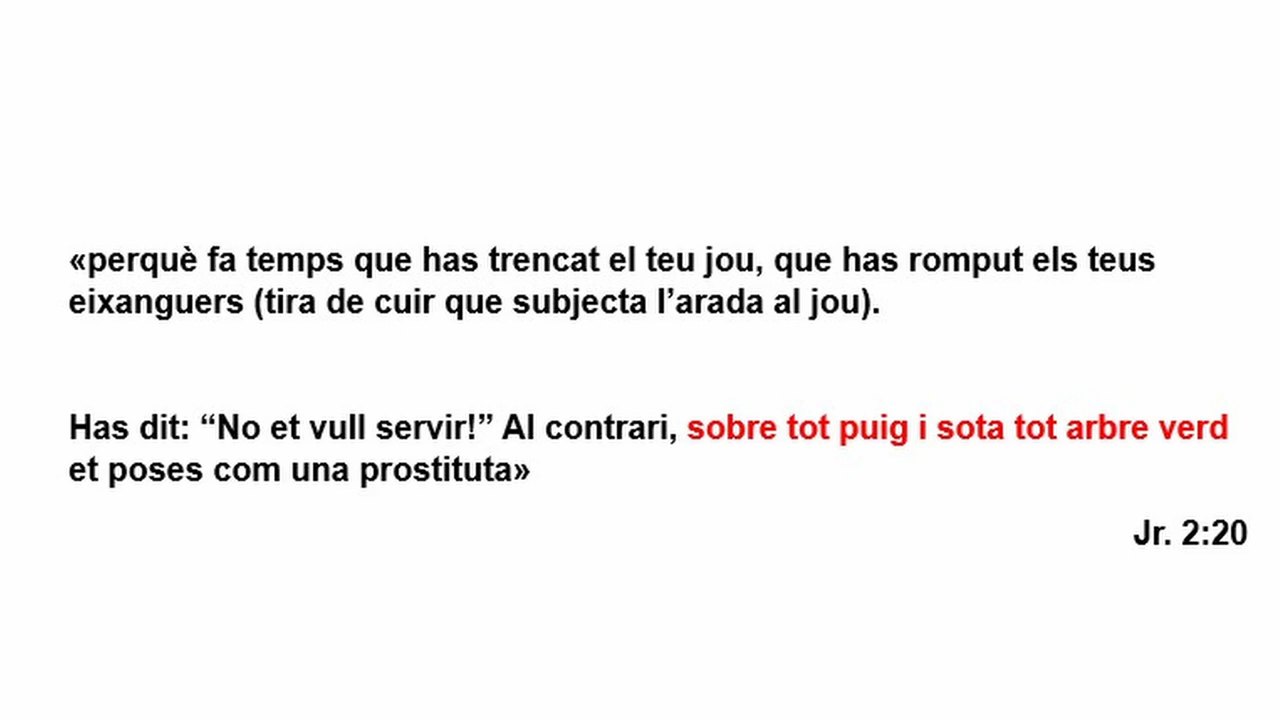 «perquè fa temps que has trencat el teu jou, que has romput els teus
eixanguers (tira de cuir que subjecta l’arada al jou).
Has dit: “No et vull servir!” Al contrari, sobre tot puig i sota tot arbre verd
et poses com una prostituta»
Jr. 2:20